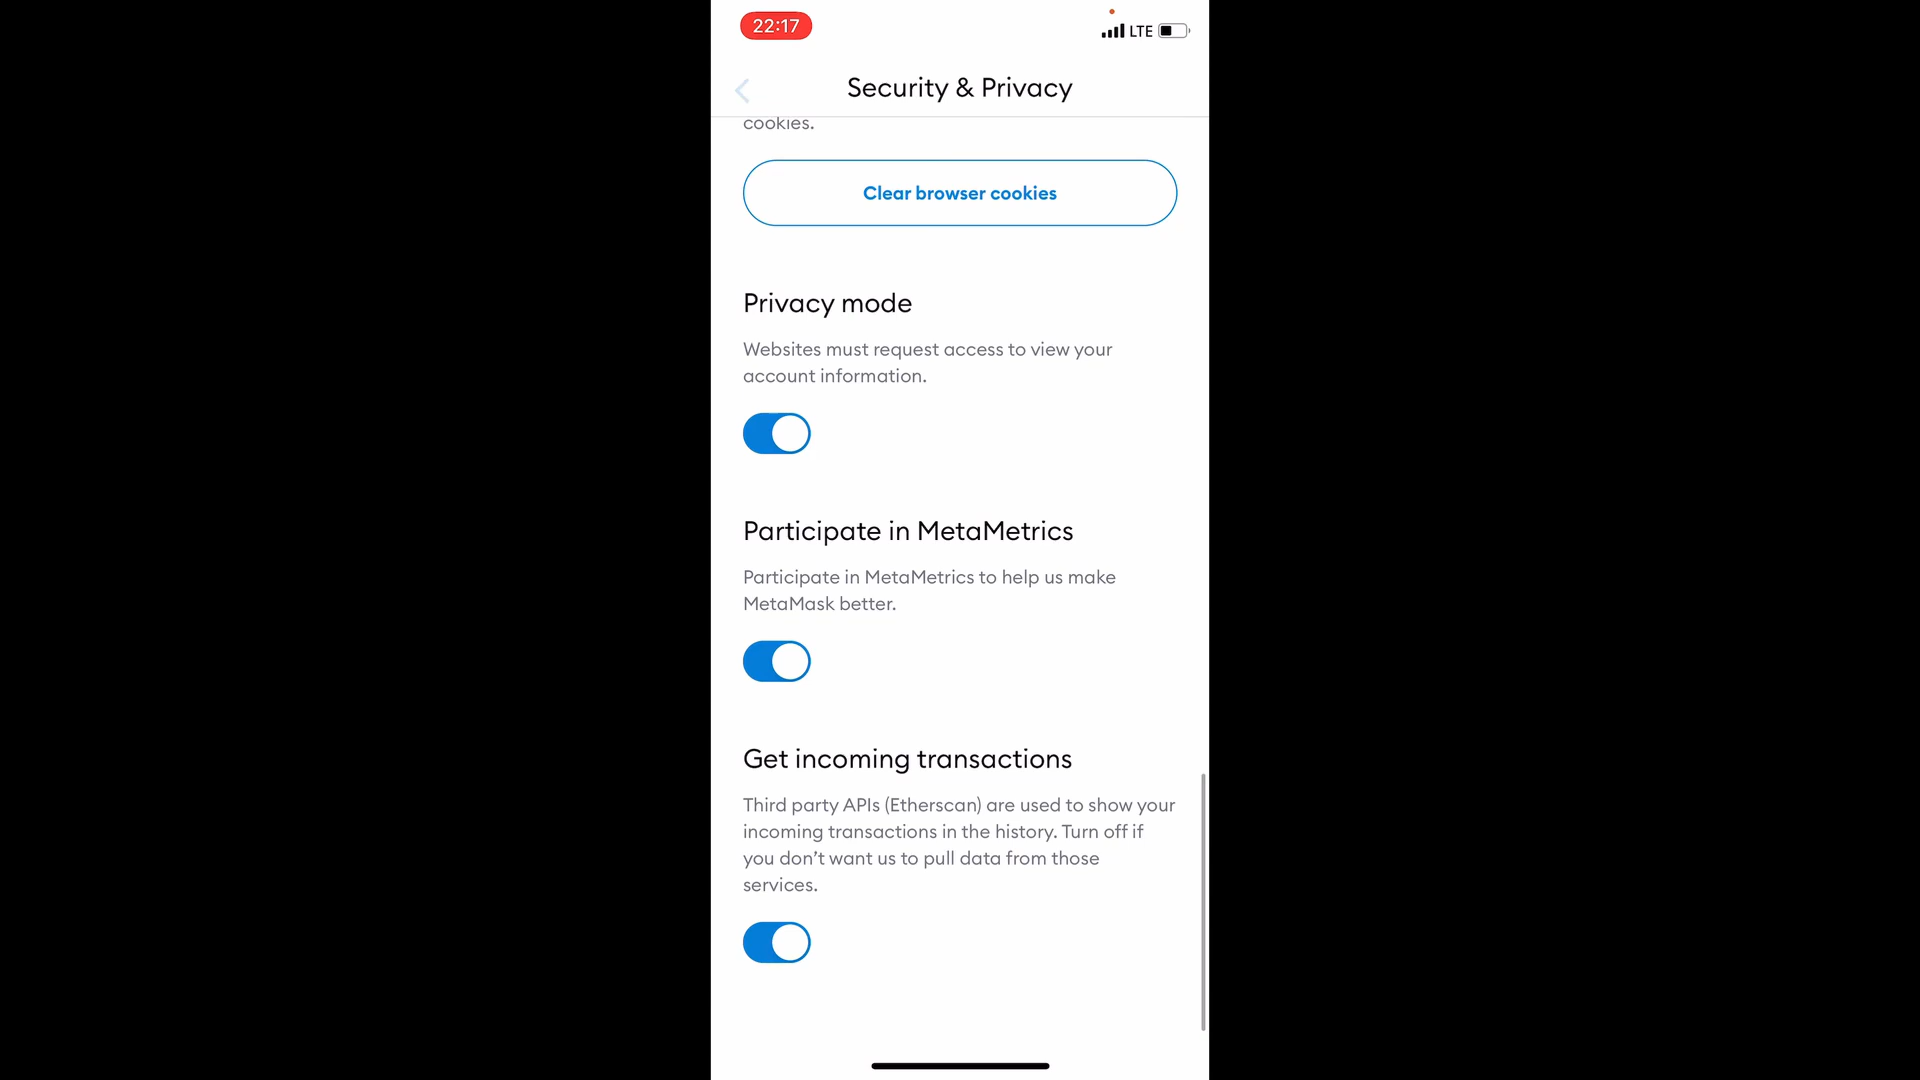 22:17
LTE
Security & Privacy
cookies.
Clear browser cookies
Privacy mode
Websites must request access to view your
account information.
Participate in MetaMetrics
Participate in MetaMetrics to help us make
MetaMask better.
Get incoming transactions
Third party APIs (Etherscan) are used to show your
incoming transactions in the history. Turn off if
you don’t want us to pull data from those
services.